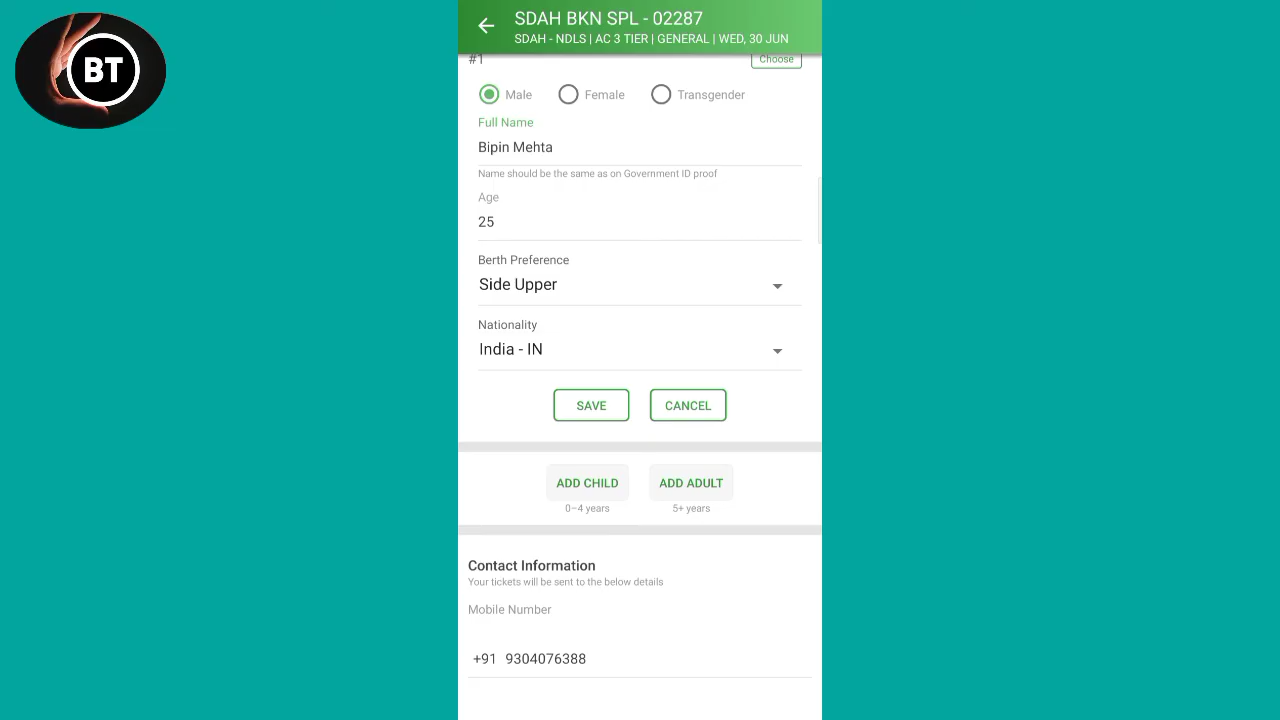 BT
SDAH BKN SPL - 02287
SDAH - NDLS | AC 3 TIER | GENERAL | WED, 30 JUN
#1
Choose
Male Female Transgender
Full Name
Bipin Mehta
Name should be the same as on Government ID proof
Age
25
Berth Preference
Side Upper
Nationality
India - IN
SAVE CANCEL
ADD CHILD ADD ADULT
0–4 years 5+ years
Contact Information
Your tickets will be sent to the below details
Mobile Number
+91 9304076388